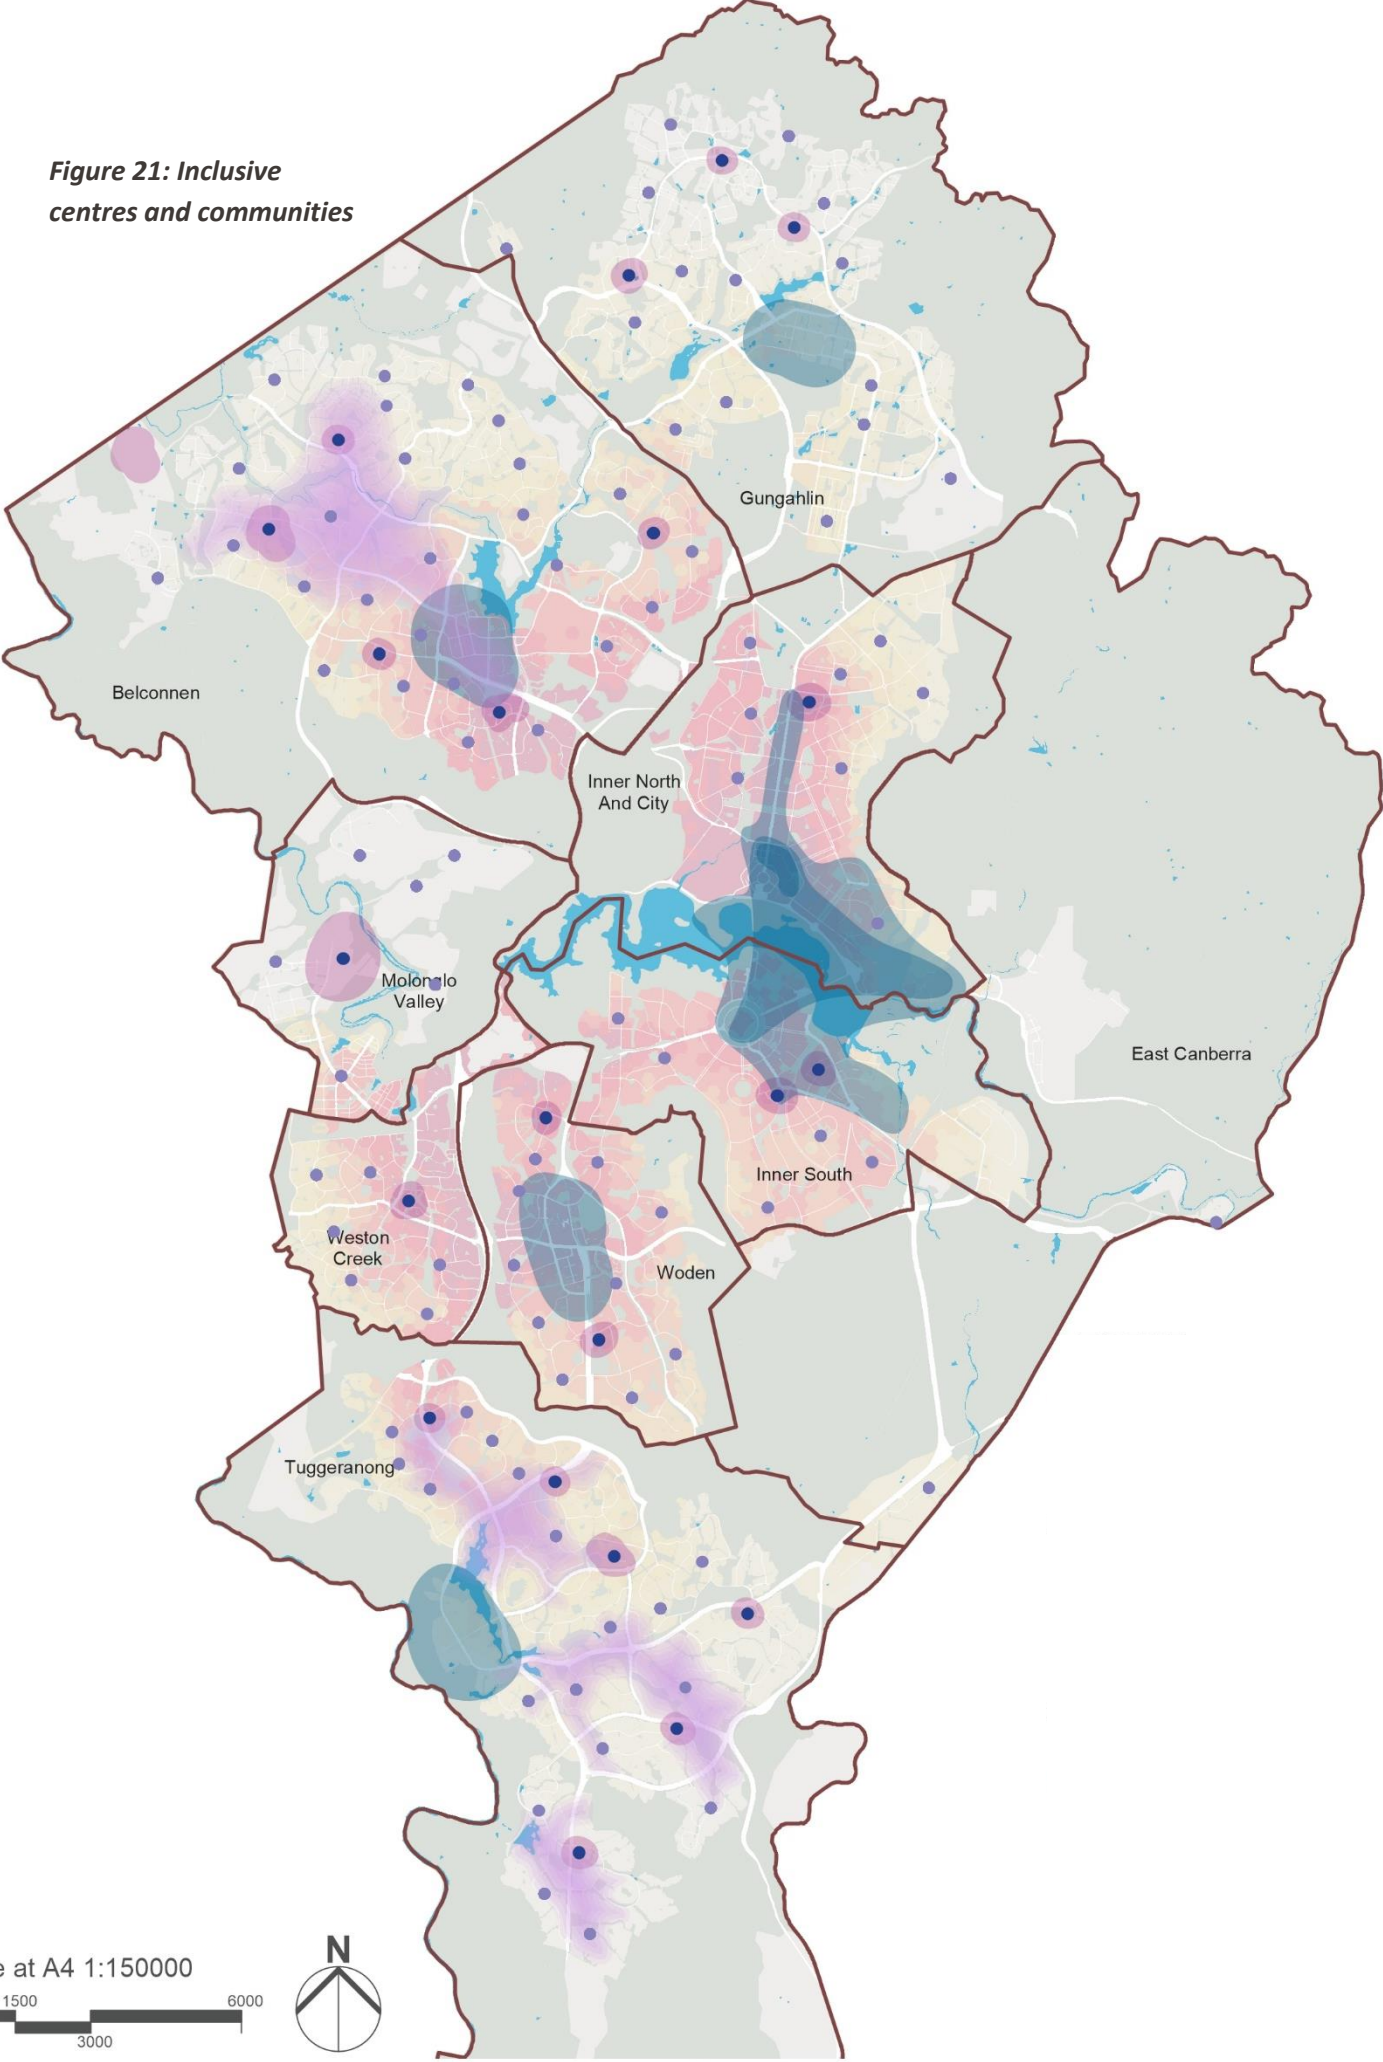 Figure 21: Inclusive
centres and communities
Gungahlin
Belconnen
Inner North
And City
Molonglo
Valley
East Canberra
Inner South
Weston
Creek
Woden
Tuggeranong
e at A4 1:150000
N
1500
6000
3000